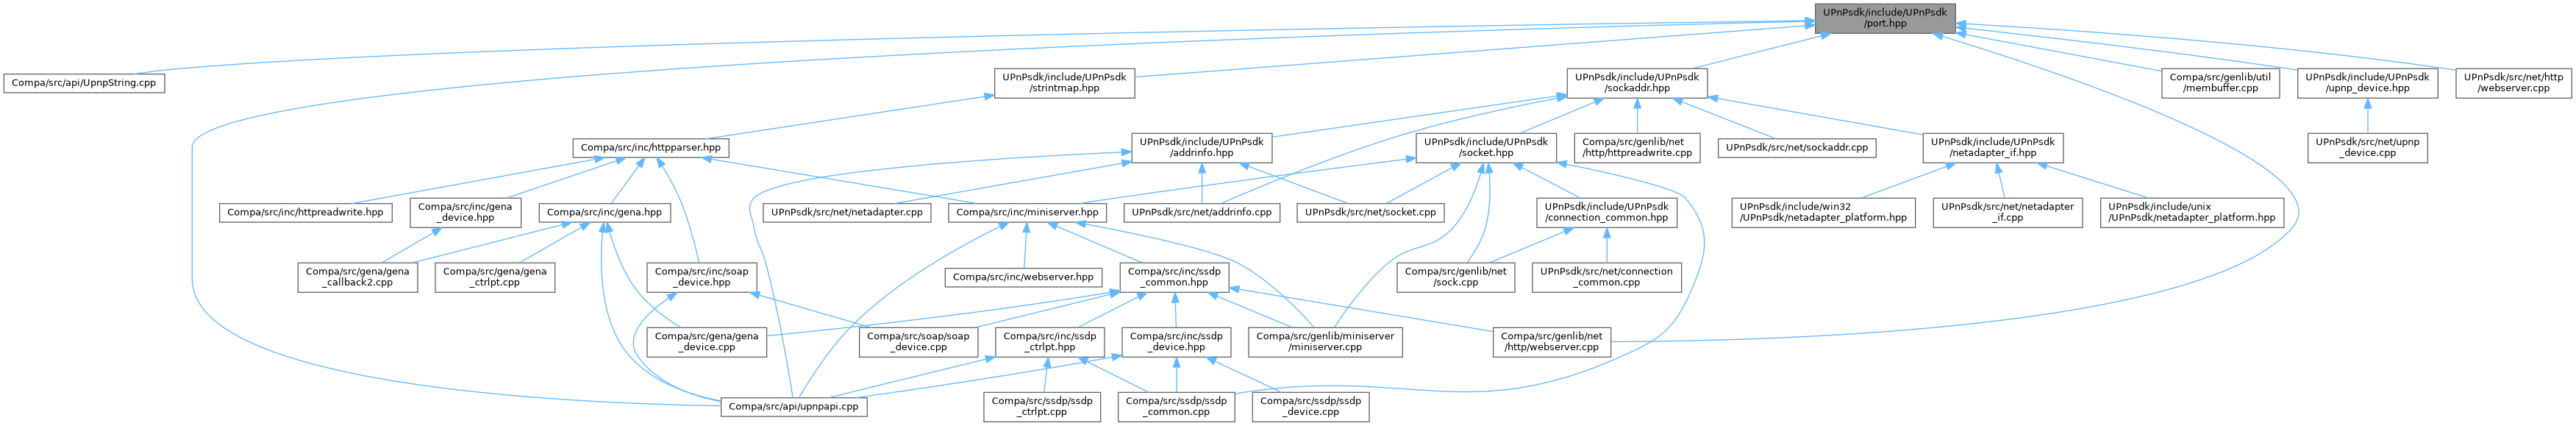 UPnPsdk/include/UPnPsdk
/port.hpp
Compa/src/api/UpnpString.cpp
UPnPsdk/include/UPnPsdk
/strintmap.hpp
UPnPsdk/include/UPnPsdk
/sockaddr.hpp
Compa/src/genlib/util
/membuffer.cpp
UPnPsdk/include/UPnPsdk
/upnp_device.hpp
UPnPsdk/src/net/http
/webserver.cpp
Compa/src/inc/httpparser.hpp
UPnPsdk/include/UPnPsdk
/addrinfo.hpp
UPnPsdk/include/UPnPsdk
/socket.hpp
Compa/src/genlib/net
/http/httpreadwrite.cpp
UPnPsdk/src/net/sockaddr.cpp
UPnPsdk/include/UPnPsdk
/netadapter_if.hpp
UPnPsdk/src/net/upnp
_device.cpp
Compa/src/inc/httpreadwrite.hpp
Compa/src/inc/gena
_device.hpp
Compa/src/inc/gena.hpp
UPnPsdk/src/net/netadapter.cpp
Compa/src/inc/miniserver.hpp
UPnPsdk/src/net/addrinfo.cpp
UPnPsdk/src/net/socket.cpp
UPnPsdk/include/UPnPsdk
/connection_common.hpp
UPnPsdk/include/win32
/UPnPsdk/netadapter_platform.hpp
UPnPsdk/src/net/netadapter
_if.cpp
UPnPsdk/include/unix
/UPnPsdk/netadapter_platform.hpp
Compa/src/gena/gena
_callback2.cpp
Compa/src/gena/gena
_ctrlpt.cpp
Compa/src/inc/soap
_device.hpp
Compa/src/inc/webserver.hpp
Compa/src/inc/ssdp
_common.hpp
Compa/src/genlib/net
/sock.cpp
UPnPsdk/src/net/connection
_common.cpp
Compa/src/gena/gena
_device.cpp
Compa/src/soap/soap
_device.cpp
Compa/src/inc/ssdp
_ctrlpt.hpp
Compa/src/inc/ssdp
_device.hpp
Compa/src/genlib/miniserver
/miniserver.cpp
Compa/src/genlib/net
/http/webserver.cpp
Compa/src/api/upnpapi.cpp
Compa/src/ssdp/ssdp
_ctrlpt.cpp
Compa/src/ssdp/ssdp
_common.cpp
Compa/src/ssdp/ssdp
_device.cpp